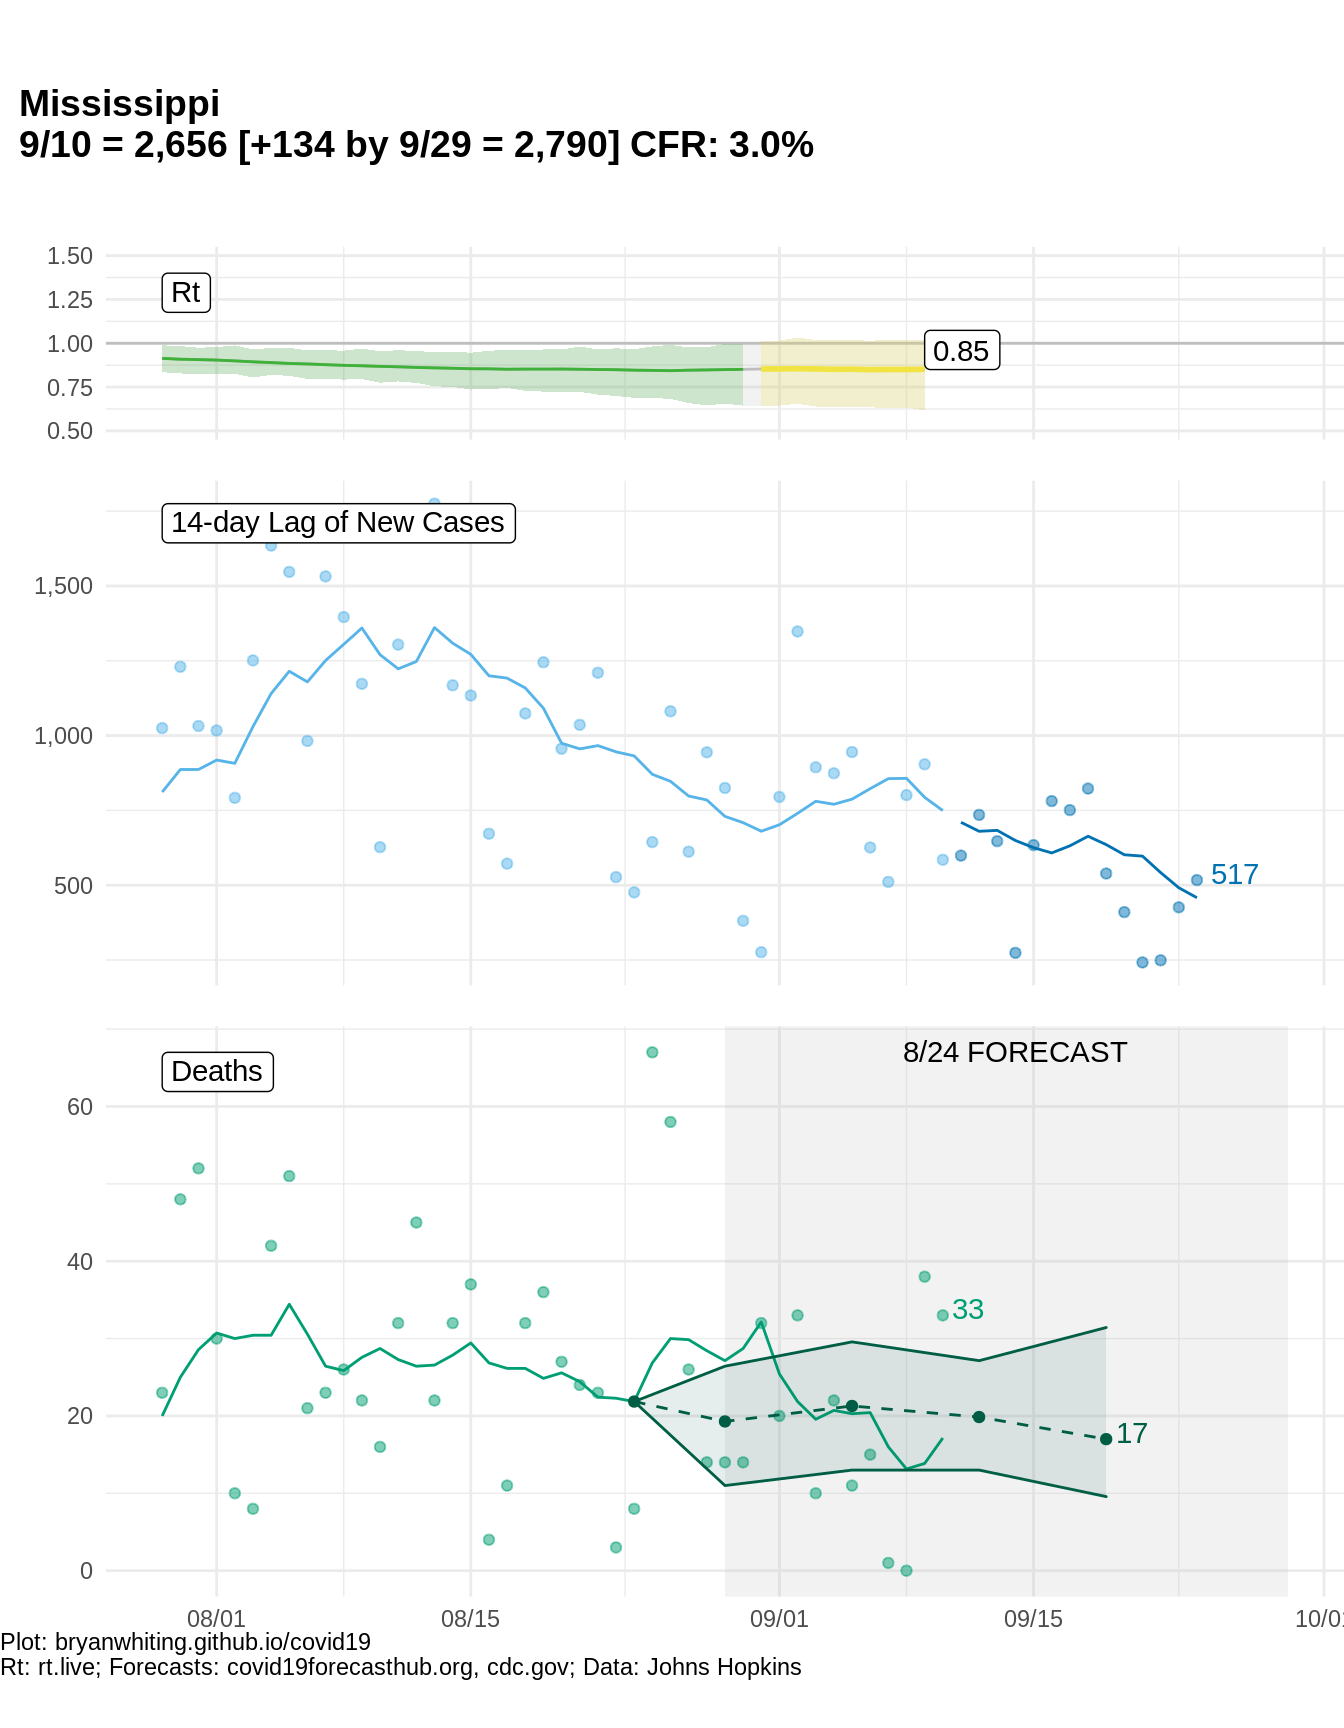 Mississippi
9/10 = 2,656 [+134 by 9/29 = 2,790] CFR: 3.0%
1.50
1.25
1.00
0.75
0.50
Rt
0.85
14-day Lag of New Cases
1,500
1,000
500
517
Deaths
8/24 FORECAST
60
40
20
0
33
17
08/01
08/15
09/01
09/15
10/01
Plot: bryanwhiting.github.io/covid19
Rt: rt.live; Forecasts: covid19forecasthub.org, cdc.gov; Data: Johns Hopkins